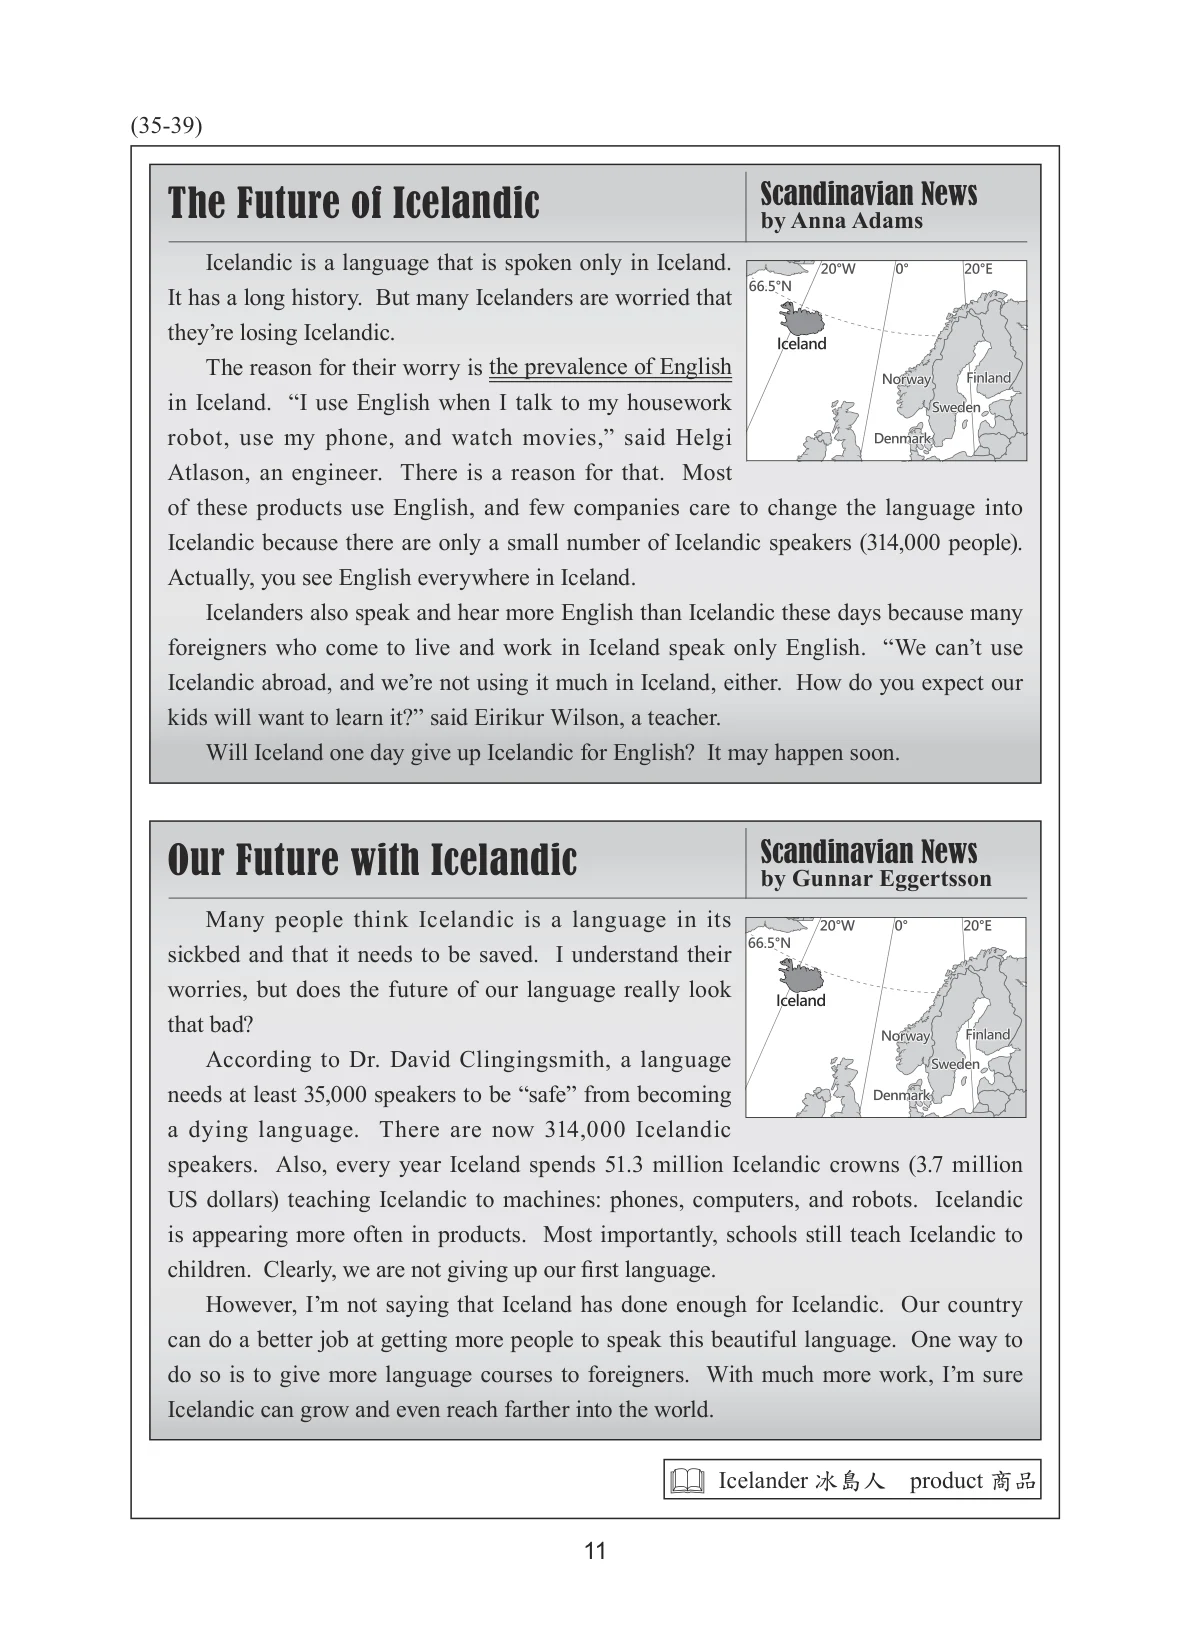 (35-39)
The Future of Icelandic
Scandinavian News
by Anna Adams
Icelandic is a language that is spoken only in Iceland.
It has a long history. But many Icelanders are worried that
they're losing Icelandic.
The reason for their worry is the prevalence of English
in Iceland. “I use English when I talk to my housework
robot, use my phone, and watch movies,” said Helgi
Atlason, an engineer. There is a reason for that. Most
of these products use English, and few companies care to change the language into
Icelandic because there are only a small number of Icelandic speakers (314,000 people).
Actually, you see English everywhere in Iceland.
Icelanders also speak and hear more English than Icelandic these days because many
foreigners who come to live and work in Iceland speak only English. “We can’t use
Icelandic abroad, and we’re not using it much in Iceland, either. How do you expect our
kids will want to learn it?” said Eirikur Wilson, a teacher.
Will Iceland one day give up Icelandic for English? It may happen soon.
20°W 0° 20°E
66.5°N
Iceland
Norway Finland
Sweden
Denmark
Our Future with Icelandic
Scandinavian News
by Gunnar Eggertsson
Many people think Icelandic is a language in its
sickbed and that it needs to be saved. I understand their
worries, but does the future of our language really look
that bad?
According to Dr. David Clingingsmith, a language
needs at least 35,000 speakers to be “safe” from becoming
a dying language. There are now 314,000 Icelandic
speakers. Also, every year Iceland spends 51.3 million Icelandic crowns (3.7 million
US dollars) teaching Icelandic to machines: phones, computers, and robots. Icelandic
is appearing more often in products. Most importantly, schools still teach Icelandic to
children. Clearly, we are not giving up our first language.
However, I’m not saying that Iceland has done enough for Icelandic. Our country
can do a better job at getting more people to speak this beautiful language. One way to
do so is to give more language courses to foreigners. With much more work, I’m sure
Icelandic can grow and even reach farther into the world.
20°W 0° 20°E
66.5°N
Iceland
Norway Finland
Sweden
Denmark
Icelander 冰島人 product 商品
11